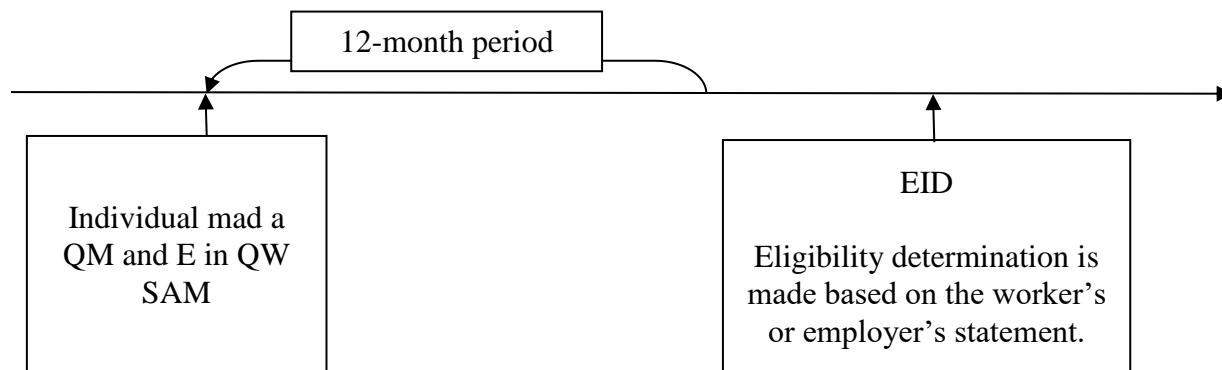 12-month period
Individual mad a
QM and E in QW
SAM
EID
Eligibility determination is
made based on the worker’s
or employer’s statement.